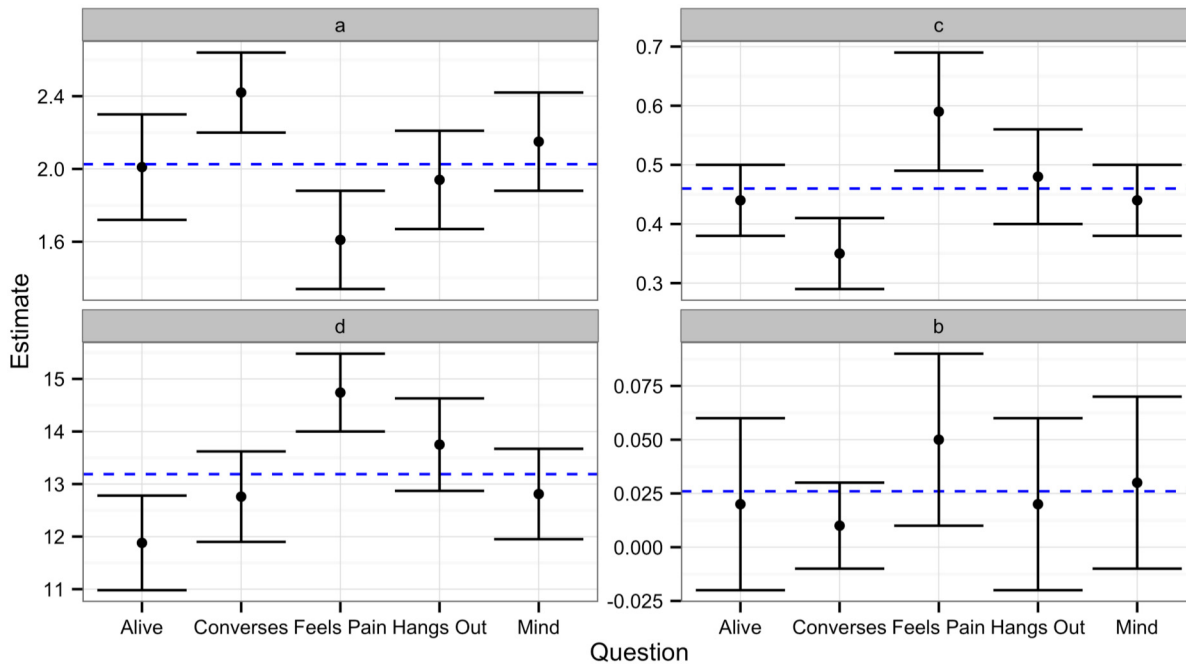 a
c
2.4
2.0
1.6
0.7
0.6
0.5
0.4
0.3
Estimate
d
b
15
14
13
12
11
0.075
0.050
0.025
0.000
-0.025
Alive Converses Feels Pain Hangs Out Mind
Alive Converses Feels Pain Hangs Out Mind
Question